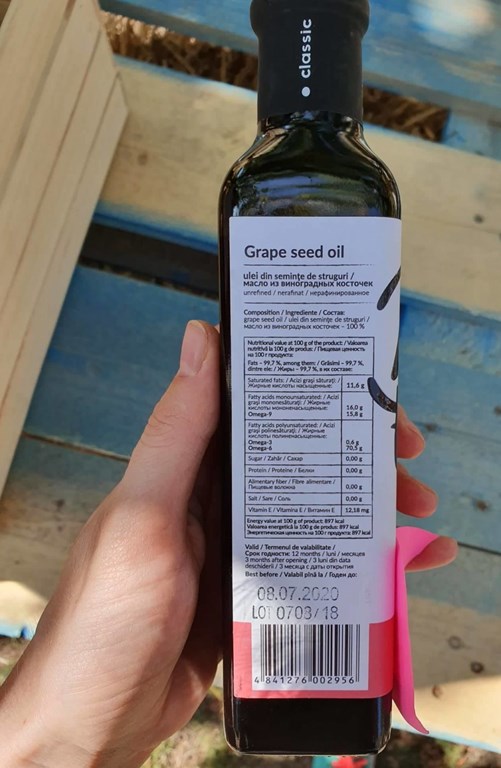 classic
Grape seed oil
ulei din semințe de struguri /
масло из виноградных косточек
unrefined / nerafinat / нерафинированное
Composition / Ingrediente / Состав:
grape seed oil / ulei din semințe de struguri /
масло из виноградных косточек – 100 %
Nutritional value at 100 g of the product: / Valoarea
nutritivă la 100 g de produs: / Пищевая ценность
на 100 г продукта:
Fats – 99,7 %, among them: / Grăsimi – 99,7 %,
dintre ele: / Жиры – 99,7 %, в их составе:
Saturated fats: / Acizi grași săturați: /
Жирные кислоты насыщенные: 11,6 g
Fatty acids monounsaturated: / Acizi
grași mononesăturați: / Жирные
кислоты мононенасыщенные: 16,0 g
Omega-9 15,8 g
Fatty acids polyunsaturated: / Acizi
grași polinesăturați: / Жирные
кислоты полиненасыщенные:
Omega-3 0,6 g
Omega-6 70,5 g
Sugar / Zahăr / Сахар 0,00 g
Protein / Proteine / Белки 0,00 g
Alimentary fiber / Fibre alimentare /
Пищевые волокна 0,00 g
Salt / Sare / Соль 0,00 g
Vitamin E / Vitamina E / Витамин Е 12,18 mg
Energy value at 100 g of product: 897 kcal
Valoarea energetică la 100 g de produs: 897 kcal
Энергетическая ценность на 100 г продукта: 897 kcal
Valid / Termenul de valabilitate /
Срок годности: 12 months / luni / месяцев
3 months after opening / 3 luni din data
deschiderii / 3 месяца с даты открытия
Best before / Valabil pînă la / Годен до:
08.07.2020
LOT 0703/18
4 841276 002956